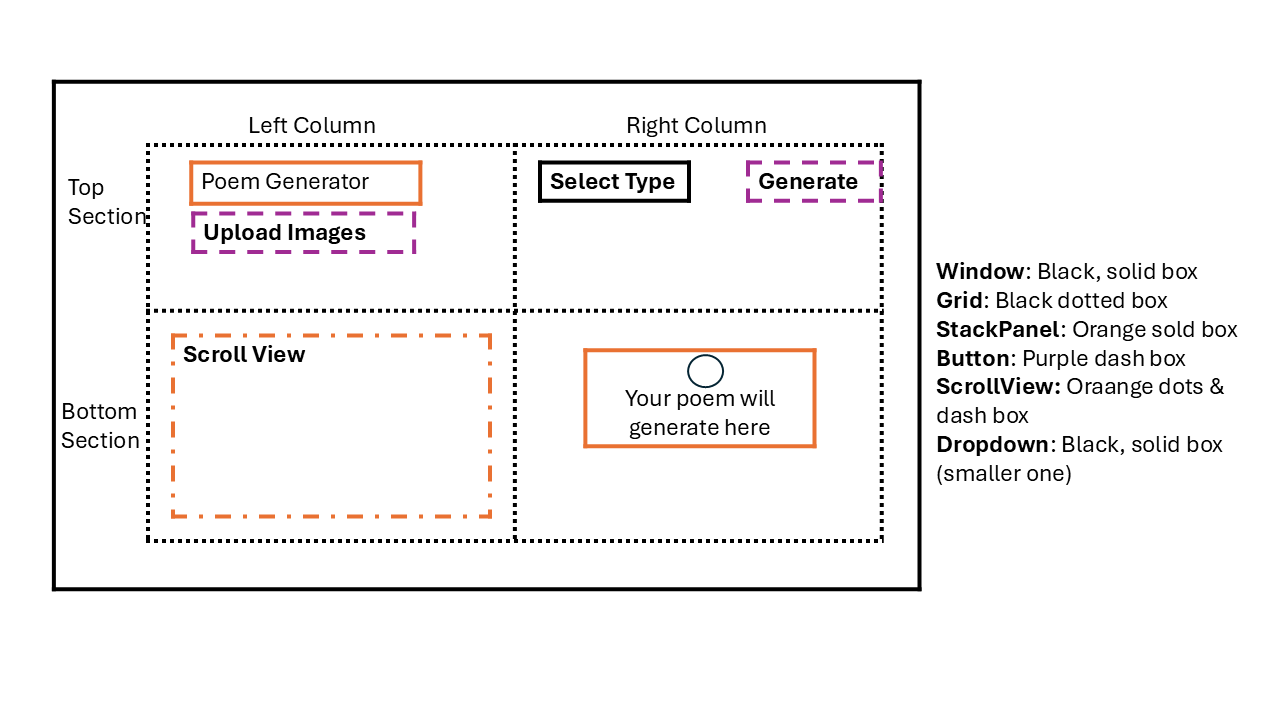 Left Column
Right Column
Top
Section
Poem Generator
Upload Images
Select Type
Generate
Bottom
Section
Scroll View
Your poem will
generate here
Window: Black, solid box
Grid: Black dotted box
StackPanel: Orange sold box
Button: Purple dash box
ScrollView: Oraange dots &
dash box
Dropdown: Black, solid box
(smaller one)